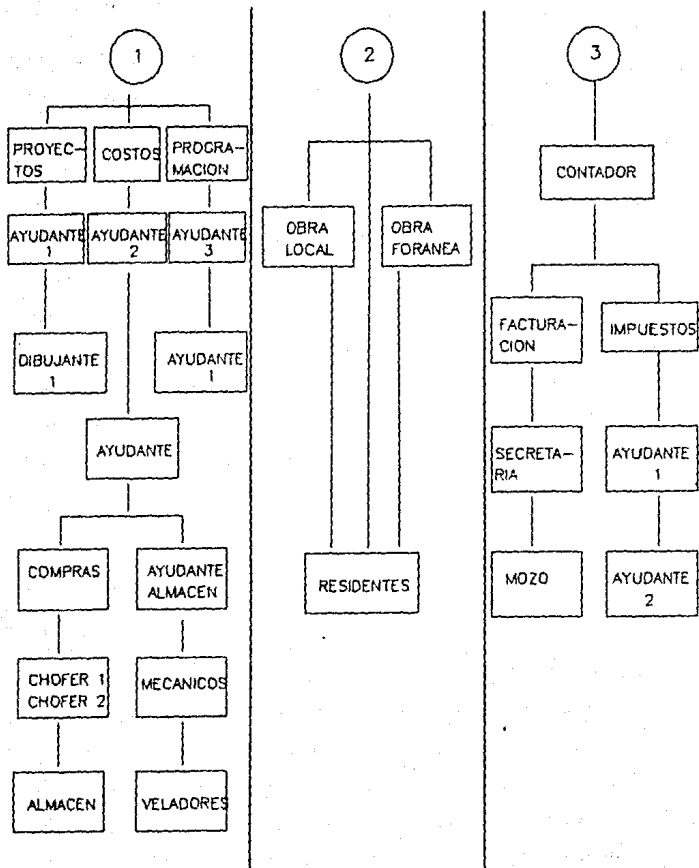 1
PROYEC-
TOS
COSTOS
PROGRA-
MACION
AYUDANTE
1
AYUDANTE
2
AYUDANTE
3
DIBUJANTE
1
AYUDANTE
1
AYUDANTE
COMPRAS
AYUDANTE
ALMACEN
CHOFER 1
CHOFER 2
MECANICOS
ALMACEN
VELADORES
2
OBRA
LOCAL
OBRA
FORANEA
RESIDENTES
3
CONTADOR
FACTURA-
CION
IMPUESTOS
SECRETA-
RIA
AYUDANTE
1
MOZO
AYUDANTE
2